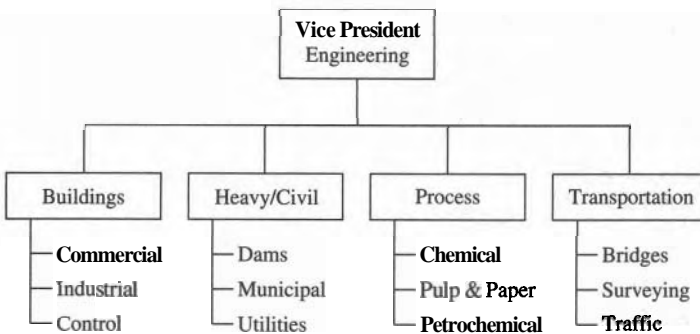 Vice President
Engineering
Buildings
Heavy/Civil
Process
Transportation
Commercial
Dams
Chemical
Bridges
Industrial
Municipal
Pulp & Paper
Surveying
Control
Utilities
Petrochemical
Traffic